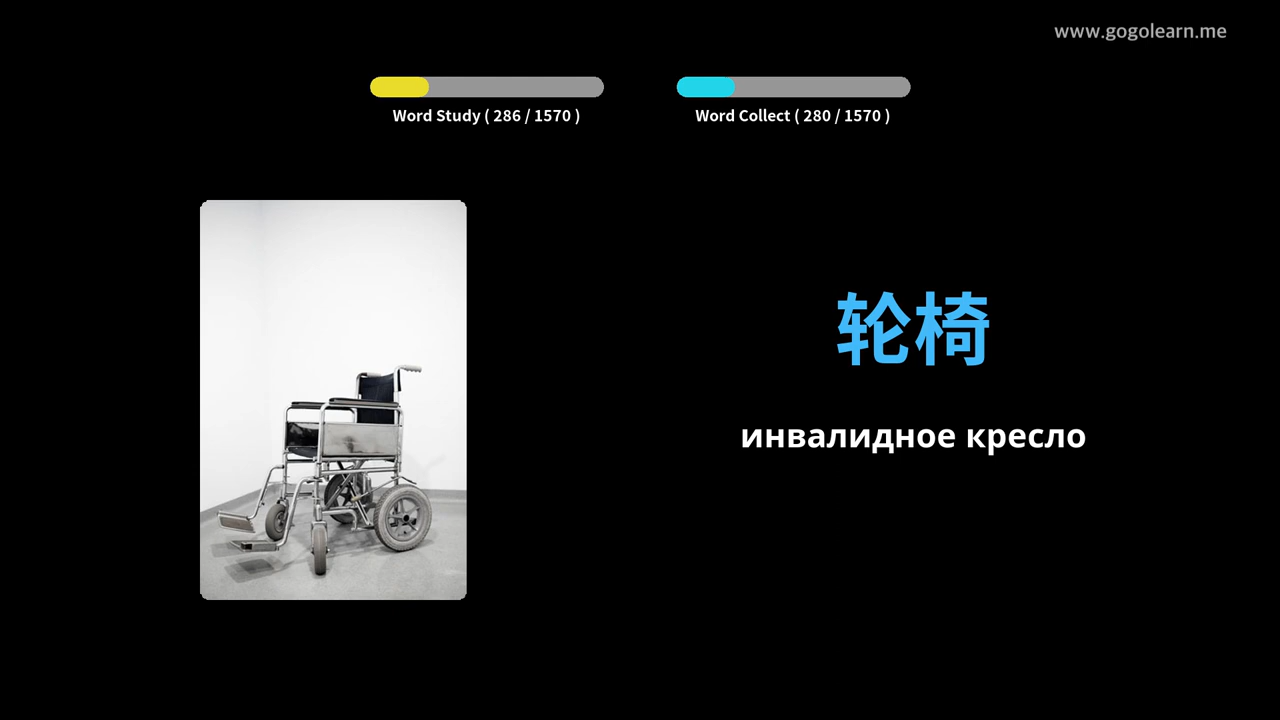 www.gogolearn.me
Word Study ( 286 / 1570 )
Word Collect ( 280 / 1570 )
轮椅
инвалидное кресло